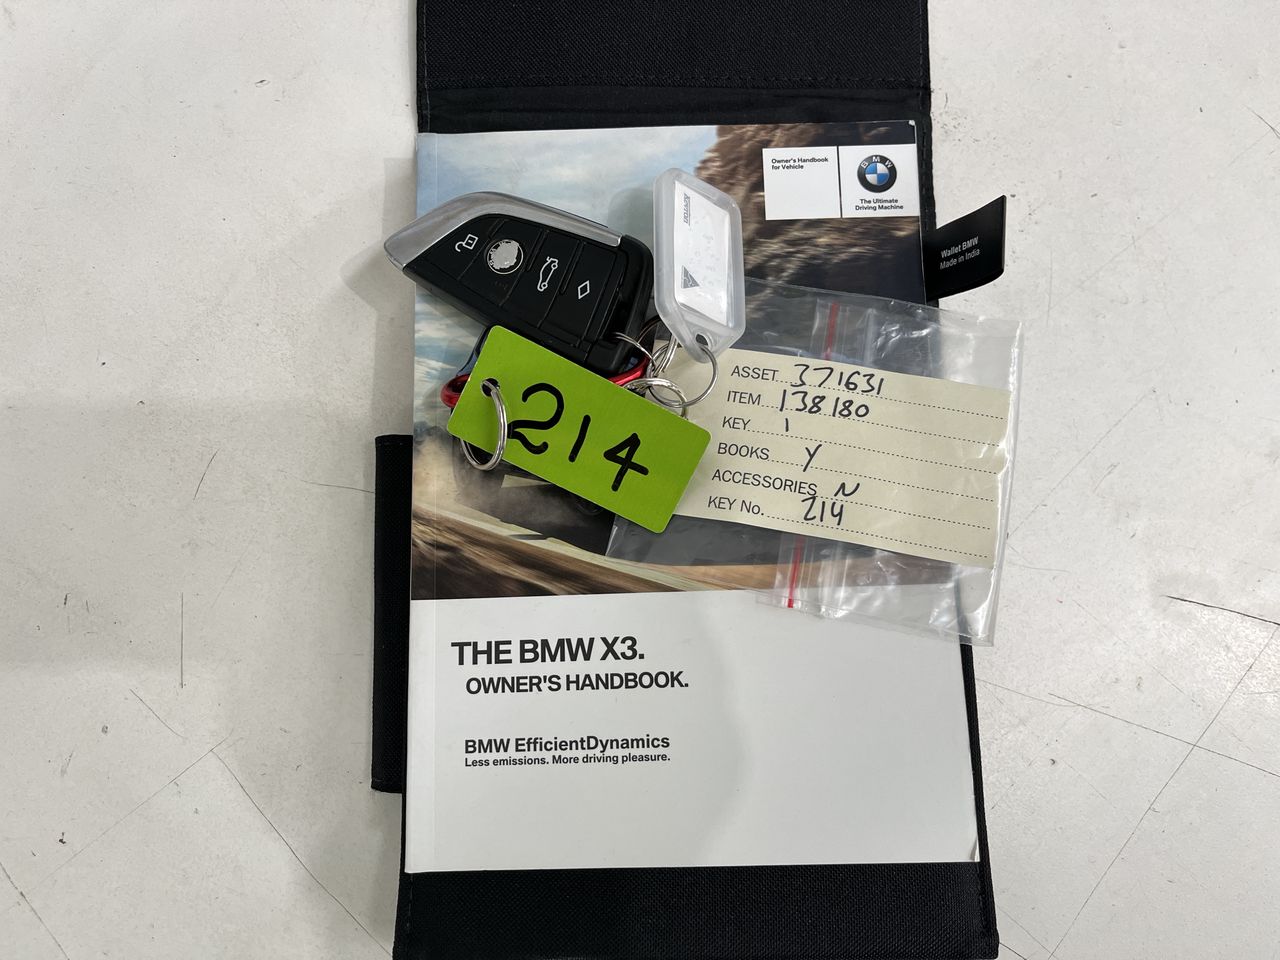 Owner's Handbook
for Vehicle
BMW
The Ultimate
Driving Machine
Wallet BMW
Made in India
214
ASSET 371631
ITEM 138180
KEY 1
BOOKS Y
ACCESSORIES N
KEY No. 214
THE BMW X3.
OWNER'S HANDBOOK.
BMW EfficientDynamics
Less emissions. More driving pleasure.